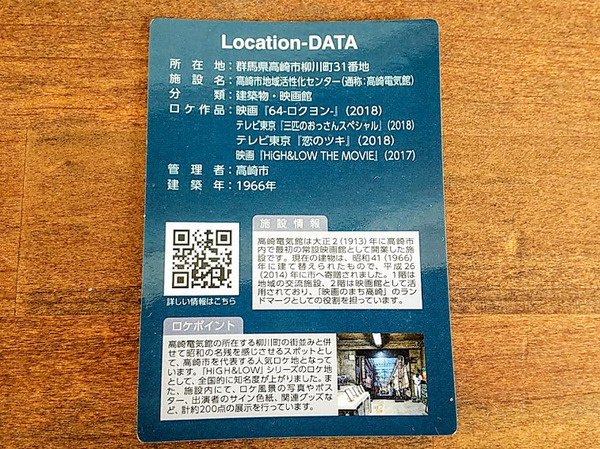 Location-DATA
所在地：群馬県高崎市柳川町31番地
施設名：高崎市地域活性化センター（通称：高崎電気館）
分類：建築物・映画館
ロケ作品：映画『64-ロクヨン-』（2018）
テレビ東京『三匹のおっさんスペシャル』（2018）
テレビ東京『恋のツキ』（2018）
映画『HiGH&LOW THE MOVIE』（2017）
管理者：高崎市
建築年：1966年
施設情報
高崎電気館は大正2（1913）年に高崎市
内で最初の常設映画館として開業した施
設です。現在の建物は、昭和41（1966）
年に建て替えられたもので、平成26
（2014）年に市へ寄贈されました。1階は
地域の交流施設、2階は映画館として活
用されており、「映画のまち高崎」のラン
ドマークとしての役割を担っています。
詳しい情報はこちら
ロケポイント
高崎電気館の所在する柳川町の街並みと併
せて昭和の名残を感じさせるスポットとし
て、高崎市を代表する人気ロケ地となって
います。『HiGH&LOW』シリーズのロケ地
として、全国的に知名度が上がりました。ま
た、施設内にて、ロケ風景の写真やポス
ター、出演者のサイン色紙、関連グッズな
ど、計約200点の展示を行っています。